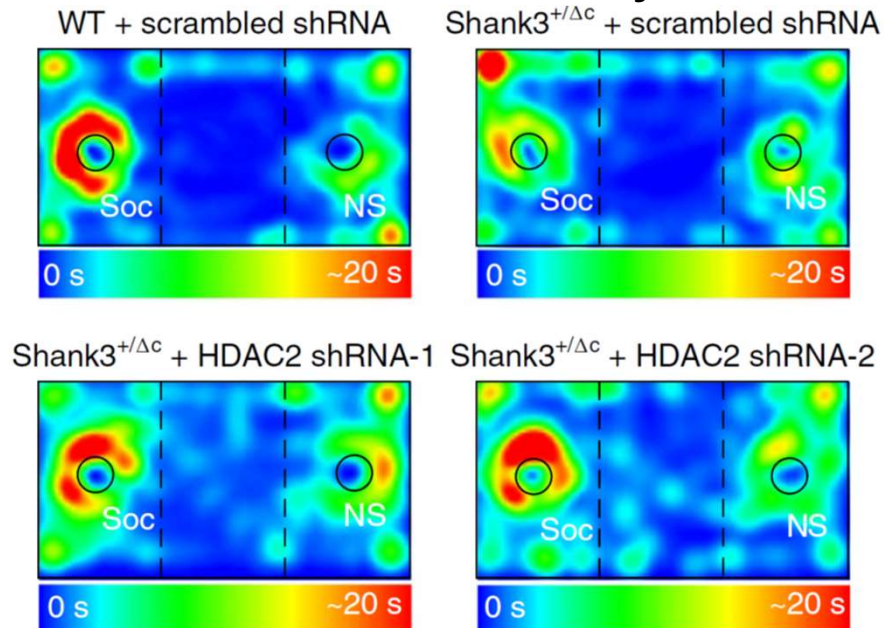 WT + scrambled shRNA
Shank3+/Δc + scrambled shRNA
Soc
NS
Soc
NS
0 s
~20 s
0 s
~20 s
Shank3+/Δc + HDAC2 shRNA-1
Shank3+/Δc + HDAC2 shRNA-2
Soc
NS
Soc
NS
0 s
~20 s
0 s
~20 s